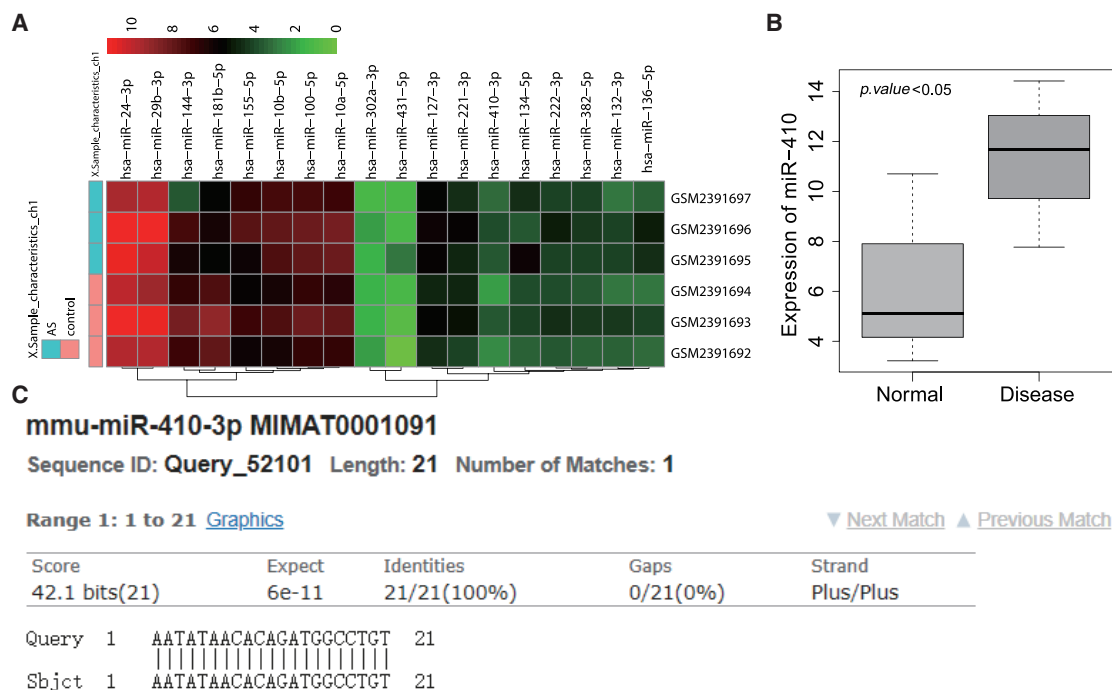 A
10 8 6 4 2 0
X.Sample_characteristics_ch1
hsa−miR−24−3p
hsa−miR−29b−3p
hsa−miR−144−3p
hsa−miR−181b−5p
hsa−miR−155−5p
hsa−miR−10b−5p
hsa−miR−100−5p
hsa−miR−10a−5p
hsa−miR−302a−3p
hsa−miR−431−5p
hsa−miR−127−3p
hsa−miR−221−3p
hsa−miR−410−3p
hsa−miR−134−5p
hsa−miR−222−3p
hsa−miR−382−5p
hsa−miR−132−3p
hsa−miR−136−5p
GSM2391697
GSM2391696
GSM2391695
GSM2391694
GSM2391693
GSM2391692
X.Sample_characteristics_ch1
AS
control
B
p.value<0.05
Expression of miR−410
14
12
10
8
6
4
Normal Disease
C
mmu-miR-410-3p MIMAT0001091
Sequence ID: Query_52101 Length: 21 Number of Matches: 1
Range 1: 1 to 21 Graphics ▼ Next Match ▲ Previous Match
Score Expect Identities Gaps Strand
42.1 bits(21) 6e-11 21/21(100%) 0/21(0%) Plus/Plus
Query 1 AATATAACACAGATGGCCTGT 21
Sbjct 1 AATATAACACAGATGGCCTGT 21